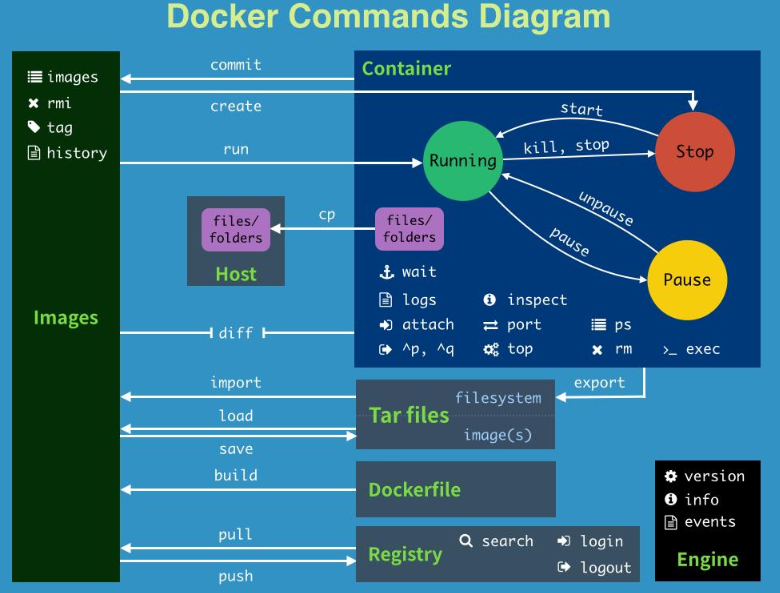 Docker Commands Diagram
images
rmi
tag
history
Images
commit
create
run
Container
Running
start
kill, stop
Stop
unpause
pause
Pause
files/
folders
Host
cp
files/
folders
wait
logs
inspect
attach
port
ps
^p, ^q
top
rm
>_ exec
diff
import
load
save
build
pull
push
export
Tar files
filesystem
image(s)
Dockerfile
Registry
search
login
logout
version
info
events
Engine